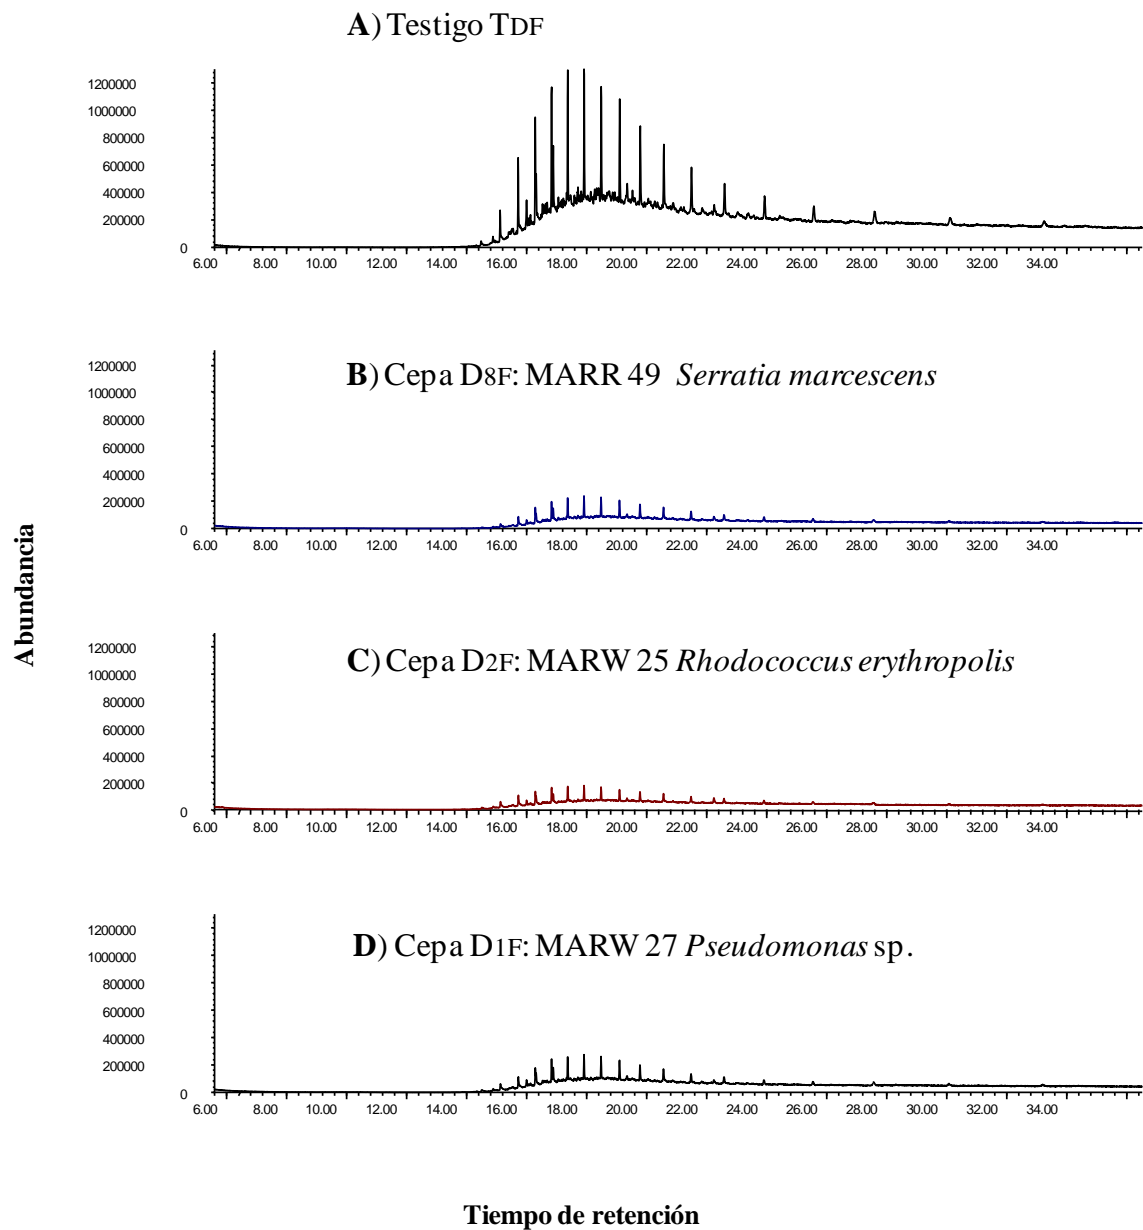 A) Testigo TDF
1200000
1000000
800000
600000
400000
200000
0
6.00 8.00 10.00 12.00 14.00 16.00 18.00 20.00 22.00 24.00 26.00 28.00 30.00 32.00 34.00
B) Cepa D8F: MARR 49 Serratia marcescens
1200000
1000000
800000
600000
400000
200000
0
6.00 8.00 10.00 12.00 14.00 16.00 18.00 20.00 22.00 24.00 26.00 28.00 30.00 32.00 34.00
Abundancia
C) Cepa D2F: MARW 25 Rhodococcus erythropolis
1200000
1000000
800000
600000
400000
200000
0
6.00 8.00 10.00 12.00 14.00 16.00 18.00 20.00 22.00 24.00 26.00 28.00 30.00 32.00 34.00
D) Cepa D1F: MARW 27 Pseudomonas sp.
1200000
1000000
800000
600000
400000
200000
0
6.00 8.00 10.00 12.00 14.00 16.00 18.00 20.00 22.00 24.00 26.00 28.00 30.00 32.00 34.00
Tiempo de retención